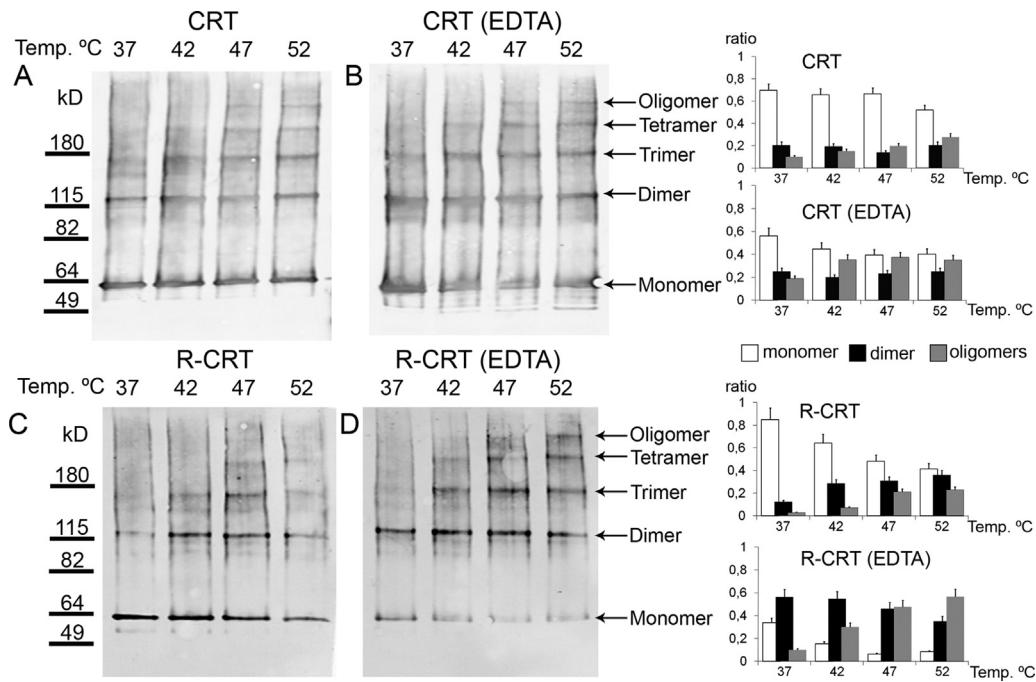 CRT
CRT (EDTA)
Temp. ºC 37 42 47 52
37 42 47 52
A
B
kD
180
115
82
64
49
Oligomer
Tetramer
Trimer
Dimer
Monomer
ratio
CRT
1
0,8
0,6
0,4
0,2
0
37 42 47 52 Temp. ºC
CRT (EDTA)
1
0,8
0,6
0,4
0,2
0
37 42 47 52 Temp. ºC
monomer dimer oligomers
R-CRT
R-CRT (EDTA)
Temp. ºC 37 42 47 52
37 42 47 52
C
D
kD
180
115
82
64
49
Oligomer
Tetramer
Trimer
Dimer
Monomer
ratio
R-CRT
1
0,8
0,6
0,4
0,2
0
37 42 47 52 Temp. ºC
R-CRT (EDTA)
0,8
0,6
0,4
0,2
0
37 42 47 52 Temp. ºC